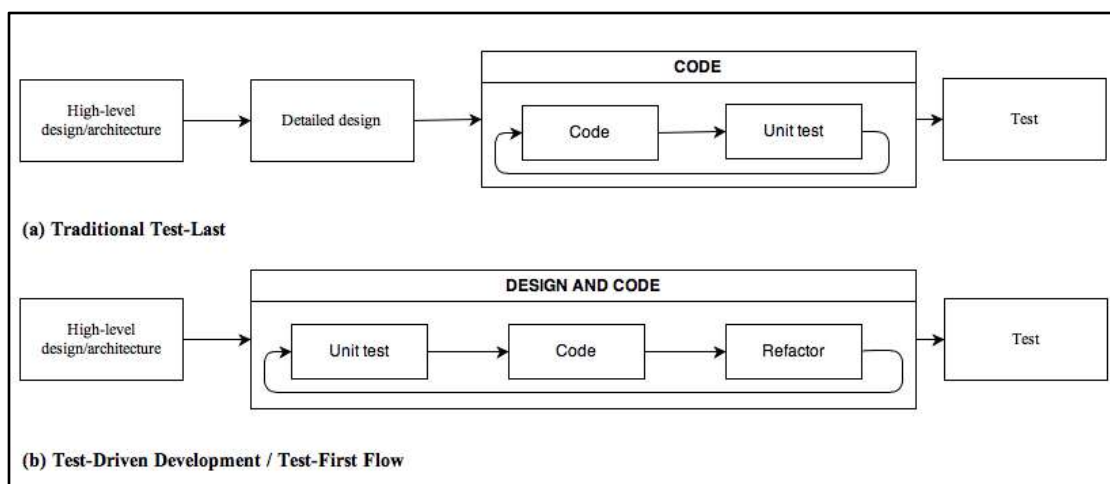 CODE
High-level
design/architecture
Detailed design
Code
Unit test
Test
(a) Traditional Test-Last
DESIGN AND CODE
High-level
design/architecture
Unit test
Code
Refactor
Test
(b) Test-Driven Development / Test-First Flow